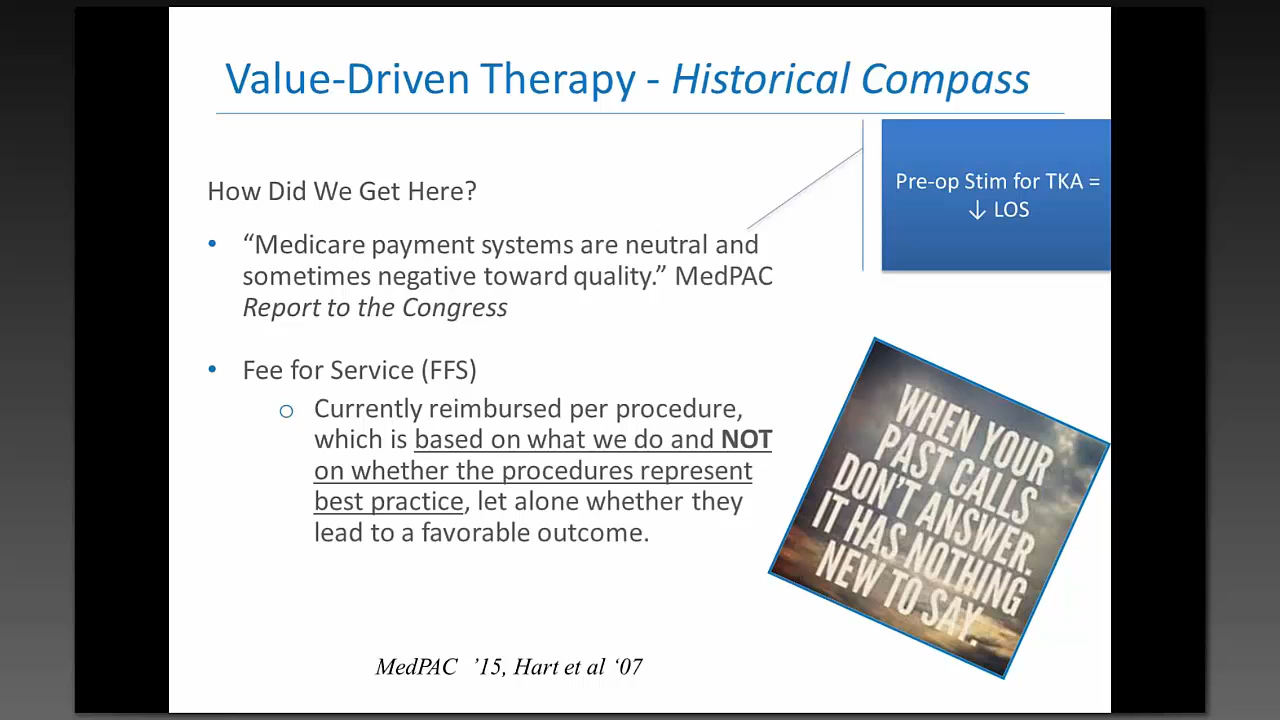 Value-Driven Therapy - Historical Compass
How Did We Get Here?
• “Medicare payment systems are neutral and
sometimes negative toward quality.” MedPAC
Report to the Congress
• Fee for Service (FFS)
o Currently reimbursed per procedure,
which is based on what we do and NOT
on whether the procedures represent
best practice, let alone whether they
lead to a favorable outcome.
Pre-op Stim for TKA =
↓ LOS
WHEN YOUR
PAST CALLS
DON'T ANSWER.
IT HAS NOTHING
NEW TO SAY.
MedPAC ’15, Hart et al ‘07